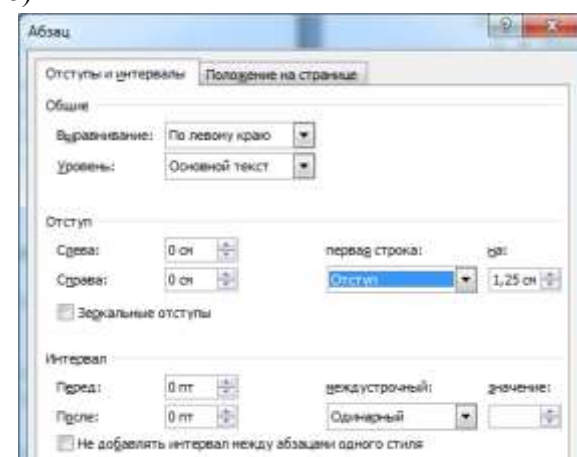 Абзац
Отступы и интервалы Положение на странице
Общие
Выравнивание: По левому краю
Уровень: Основной текст
Отступ
Слева: 0 см первая строка: на:
Справа: 0 см Отступ 1,25 см
Зеркальные отступы
Интервал
Перед: 0 пт междустрочный: значение:
После: 0 пт Одинарный
Не добавлять интервал между абзацами одного стиля